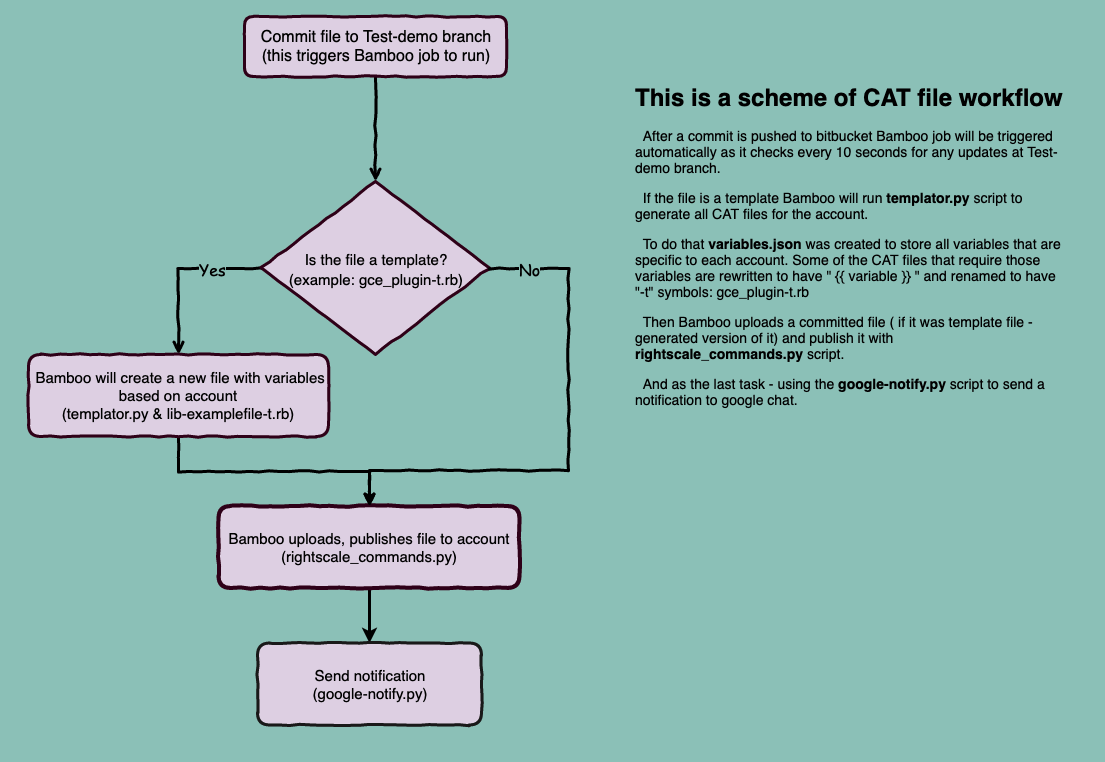 Commit file to Test-demo branch
(this triggers Bamboo job to run)
Is the file a template?
(example: gce_plugin-t.rb)
Yes
No
Bamboo will create a new file with variables
based on account
(templator.py & lib-examplefile-t.rb)
Bamboo uploads, publishes file to account
(rightscale_commands.py)
Send notification
(google-notify.py)
This is a scheme of CAT file workflow
After a commit is pushed to bitbucket Bamboo job will be triggered
automatically as it checks every 10 seconds for any updates at Test-
demo branch.
If the file is a template Bamboo will run templator.py script to
generate all CAT files for the account.
To do that variables.json was created to store all variables that are
specific to each account. Some of the CAT files that require those
variables are rewritten to have " {{ variable }} " and renamed to have
"-t" symbols: gce_plugin-t.rb
Then Bamboo uploads a committed file ( if it was template file -
generated version of it) and publish it with
rightscale_commands.py script.
And as the last task - using the google-notify.py script to send a
notification to google chat.